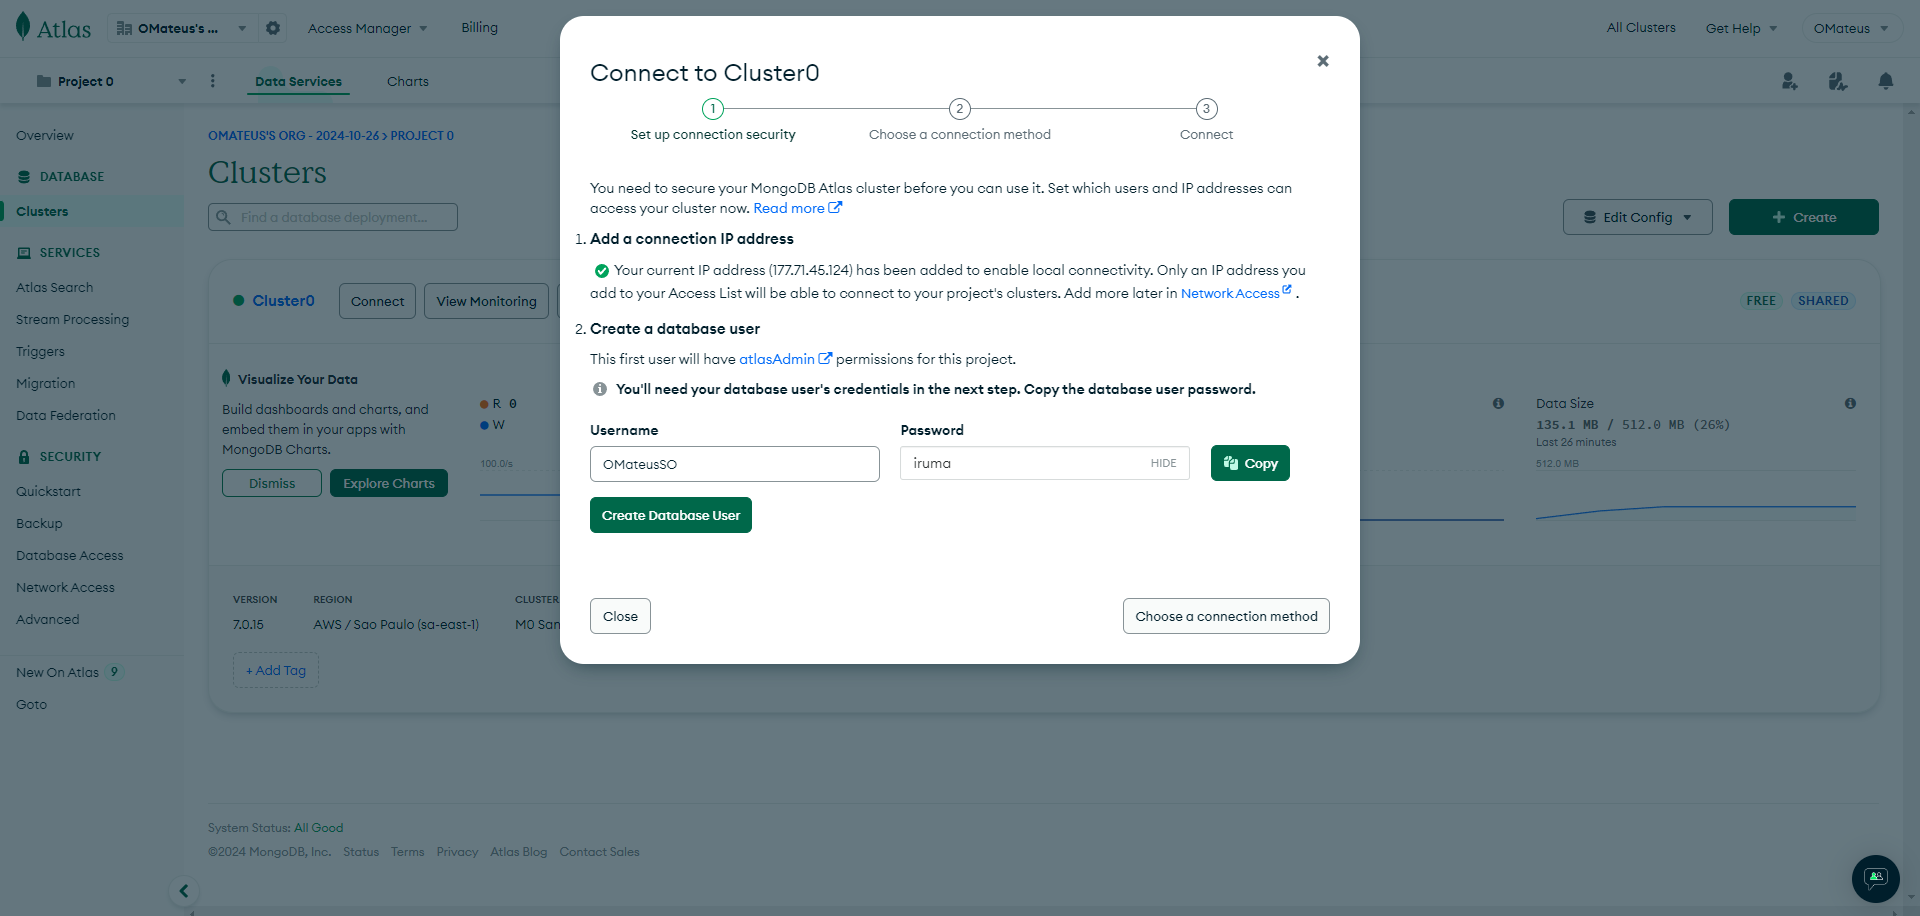 Atlas
OMateus's ...
Access Manager
Billing
All Clusters
Get Help
OMateus
Project 0
Data Services
Charts
Overview
DATABASE
Clusters
SERVICES
Atlas Search
Stream Processing
Triggers
Migration
Data Federation
SECURITY
Quickstart
Backup
Database Access
Network Access
Advanced
New On Atlas 9
Goto
OMATEUS'S ORG - 2024-10-26 > PROJECT 0
Clusters
Find a database deployment...
Edit Config
+ Create
Cluster0
Connect
View Monitoring
FREE
SHARED
Visualize Your Data
Build dashboards and charts, and
embed them in your apps with
MongoDB Charts.
Dismiss
Explore Charts
R 0
W
100.0/s
Data Size
135.1 MB / 512.0 MB (26%)
Last 26 minutes
512.0 MB
VERSION
REGION
CLUSTER
7.0.15
AWS / Sao Paulo (sa-east-1)
M0 San
+ Add Tag
System Status: All Good
©2024 MongoDB, Inc. Status Terms Privacy Atlas Blog Contact Sales
Connect to Cluster0
1
2
3
Set up connection security
Choose a connection method
Connect
You need to secure your MongoDB Atlas cluster before you can use it. Set which users and IP addresses can
access your cluster now. Read more
1. Add a connection IP address
Your current IP address (177.71.45.124) has been added to enable local connectivity. Only an IP address you
add to your Access List will be able to connect to your project's clusters. Add more later in Network Access .
2. Create a database user
This first user will have atlasAdmin permissions for this project.
You'll need your database user's credentials in the next step. Copy the database user password.
Username
Password
OMateusSO
iruma
HIDE
Copy
Create Database User
Close
Choose a connection method